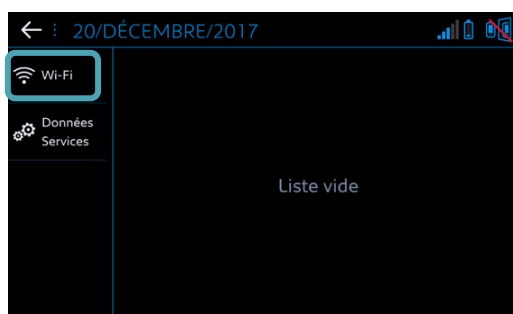 20/DÉCEMBRE/2017
Wi-Fi
Données
Services
Liste vide